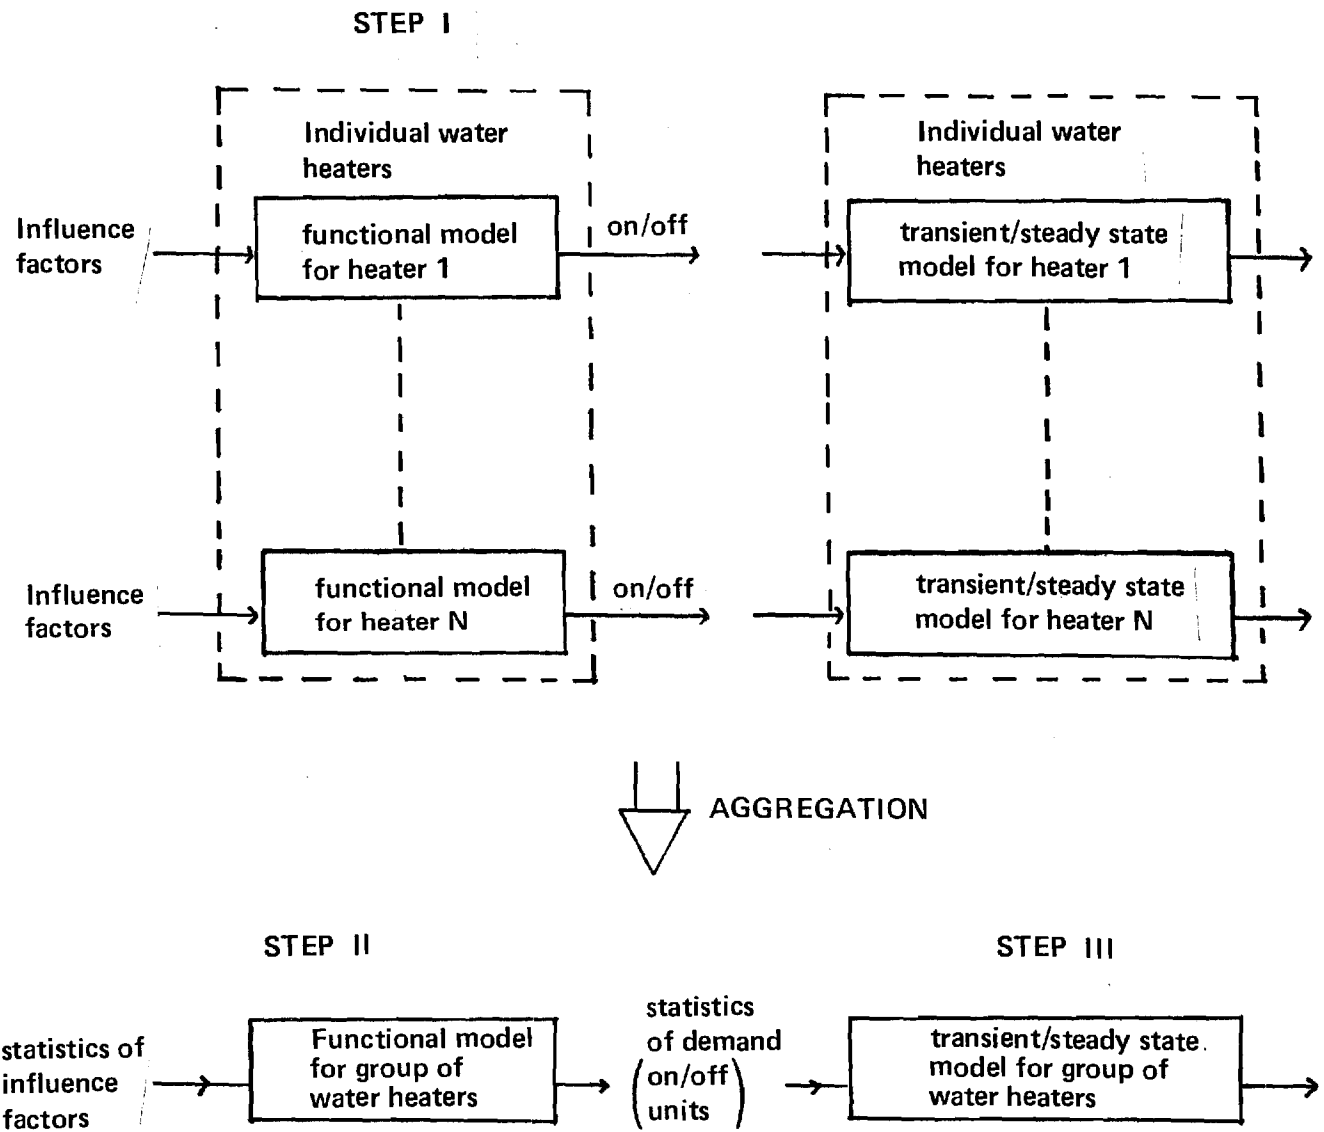 STEP I
Individual water
heaters
Influence
factors
functional model
for heater 1
on/off
Individual water
heaters
transient/steady state
model for heater 1
Influence
factors
functional model
for heater N
on/off
transient/steady state
model for heater N
AGGREGATION
STEP II
STEP III
statistics of
influence
factors
Functional model
for group of
water heaters
statistics
of demand
(on/off)
units
transient/steady state
model for group of
water heaters